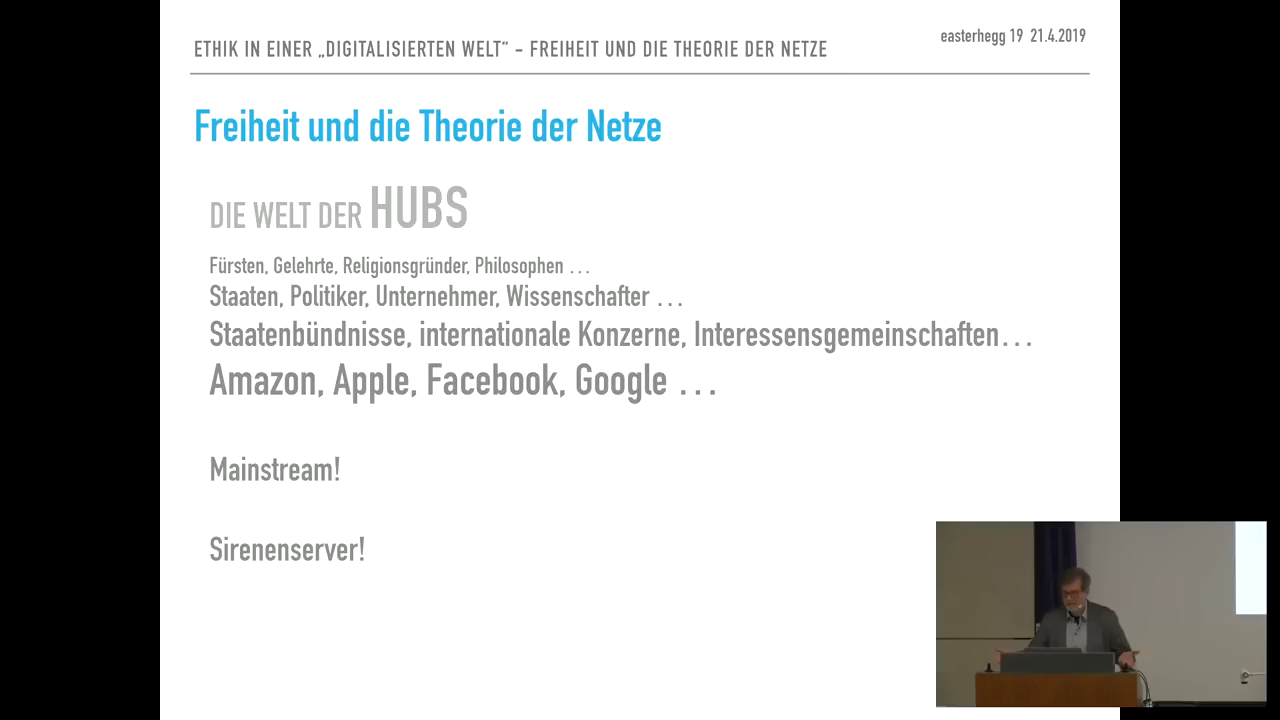 ETHIK IN EINER „DIGITALISIERTEN WELT“ – FREIHEIT UND DIE THEORIE DER NETZE
easterhegg 19 21.4.2019
Freiheit und die Theorie der Netze
DIE WELT DER HUBS
Fürsten, Gelehrte, Religionsgründer, Philosophen ...
Staaten, Politiker, Unternehmer, Wissenschafter ...
Staatenbündnisse, internationale Konzerne, Interessensgemeinschaften...
Amazon, Apple, Facebook, Google ...
Mainstream!
Sirenenserver!